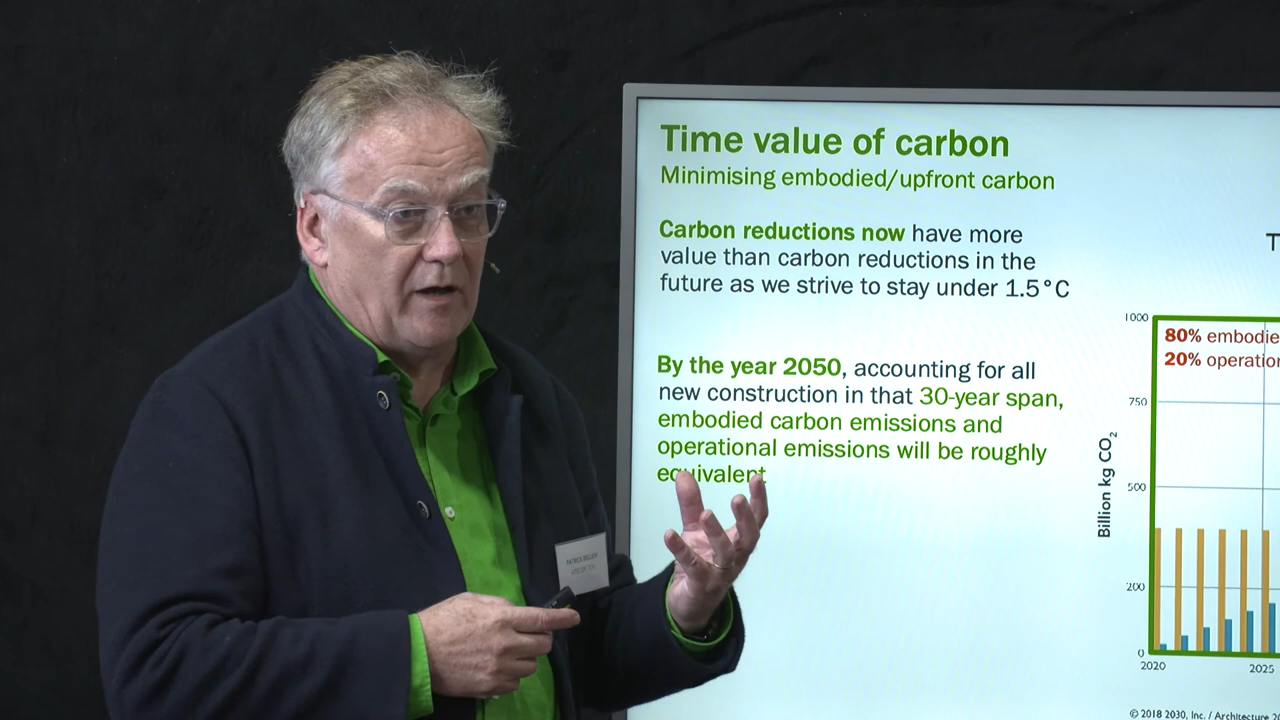 Time value of carbon
Minimising embodied/upfront carbon
Carbon reductions now have more
value than carbon reductions in the
future as we strive to stay under 1.5°C
By the year 2050, accounting for all
new construction in that 30-year span,
embodied carbon emissions and
operational emissions will be roughly
equivalent
T
1000
80% embodie
20% operation
750
Billion kg CO2
500
200
0
2020
2025
© 2018 2030, Inc. / Architecture 20
PATRICK BELLEW